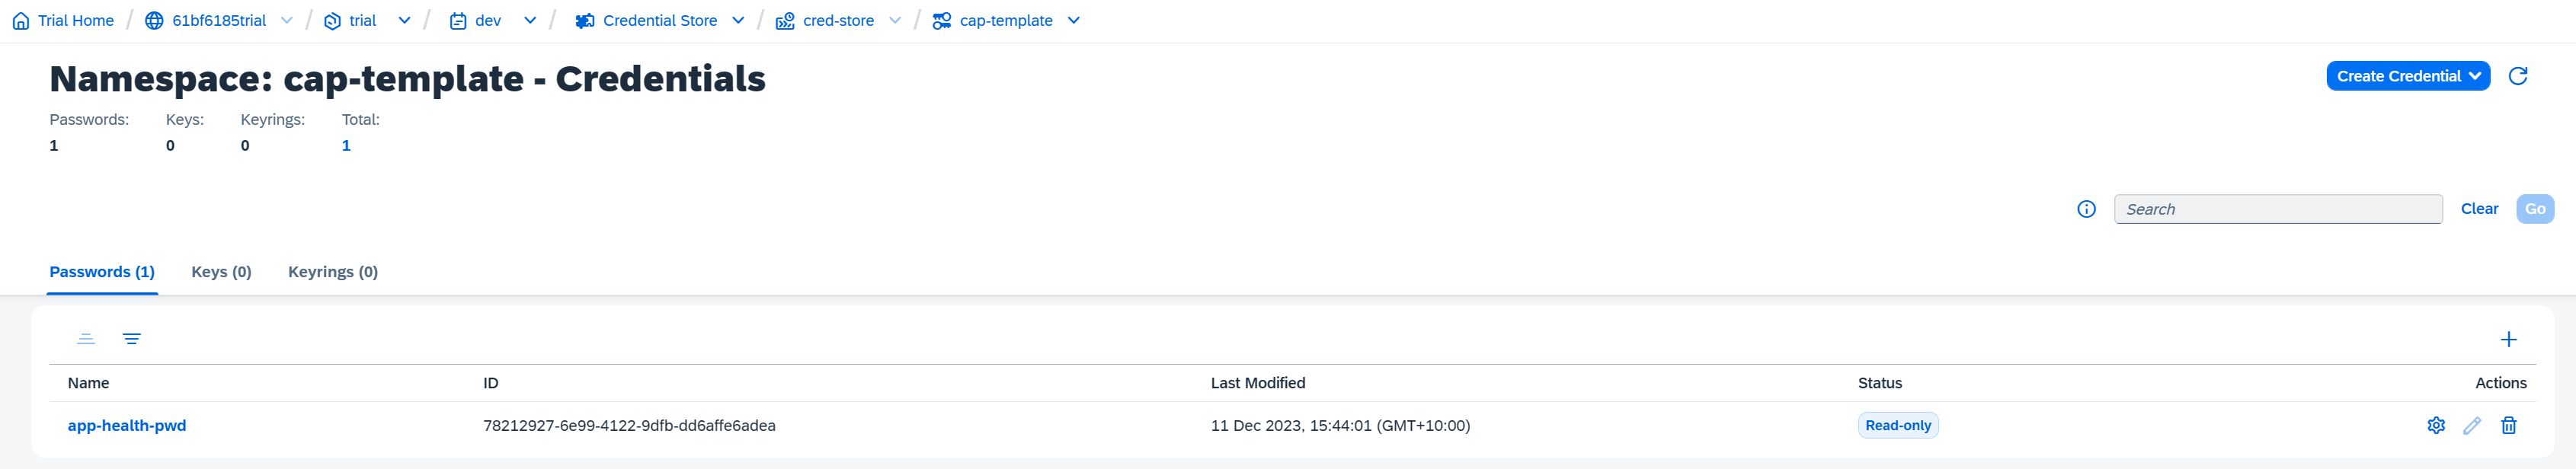 Trial Home / 61bf6185trial / trial / dev / Credential Store / cred-store / cap-template
Namespace: cap-template - Credentials
Create Credential
Passwords: Keys: Keyrings: Total:
1 0 0 1
Search Clear Go
Passwords (1) Keys (0) Keyrings (0)
Name ID Last Modified Status Actions
app-health-pwd 78212927-6e99-4122-9dfb-dd6affe6adea 11 Dec 2023, 15:44:01 (GMT+10:00) Read-only